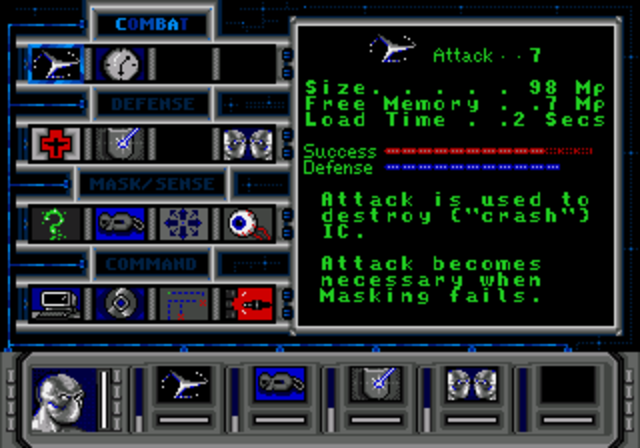 COMBAT
DEFENSE
MASK/SENSE
COMMAND
Attack . . 7
Size. . . . . 98 Mp
Free Memory . .7 Mp
Load Time . .2 Secs
Success
Defense
Attack is used to
destroy ("crash")
IC.
Attack becomes
necessary when
Masking fails.